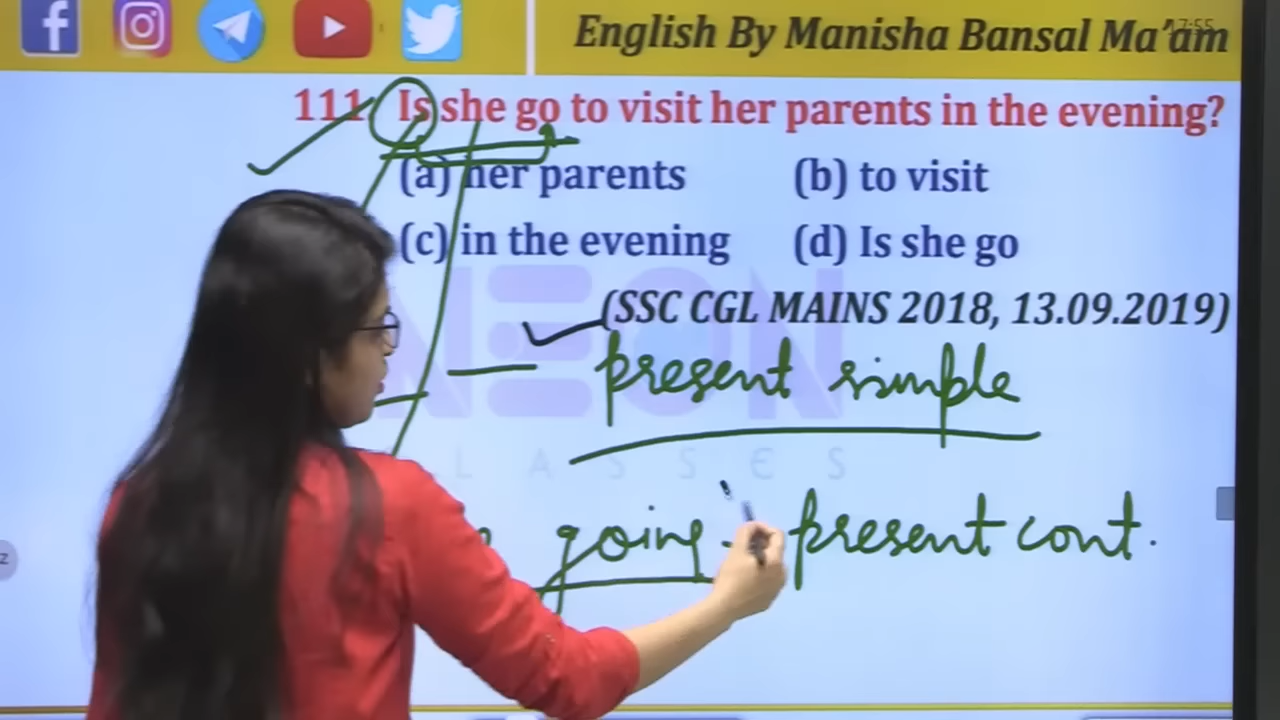 English By Manisha Bansal Ma'am
17:55
111 Is she go to visit her parents in the evening?
(a) her parents (b) to visit
(c) in the evening (d) Is she go
(SSC CGL MAINS 2018, 13.09.2019)
present simple
going present cont.